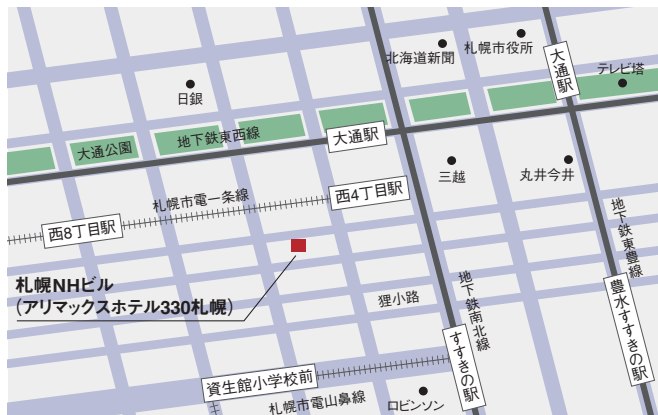 北海道新聞
札幌市役所
大通駅
テレビ塔
日銀
大通公園
地下鉄東西線
大通駅
三越
丸井今井
札幌市電一条線
西4丁目駅
西8丁目駅
地下鉄東豊線
札幌NHビル
(アリマックスホテル330札幌)
狸小路
地下鉄南北線
豊水すすきの駅
すすきの駅
資生館小学校前
札幌市電山鼻線
ロビンソン